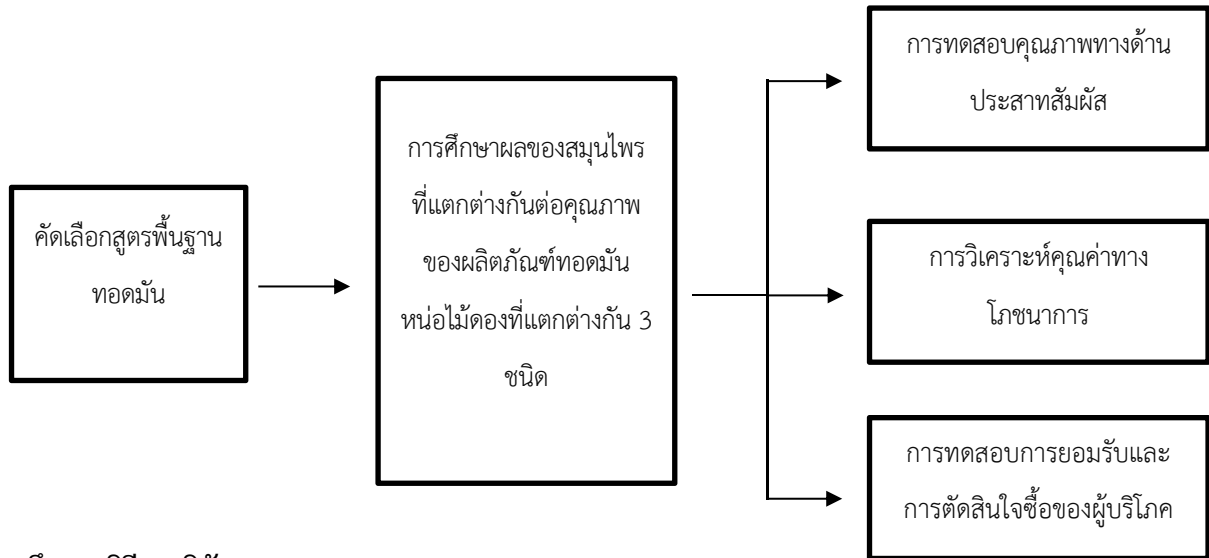 คัดเลือกสูตรพื้นฐาน
ทอดมัน
การศึกษาผลของสมุนไพร
ที่แตกต่างกันต่อคุณภาพ
ของผลิตภัณฑ์ทอดมัน
หน่อไม้ดองที่แตกต่างกัน 3
ชนิด
การทดสอบคุณภาพทางด้าน
ประสาทสัมผัส
การวิเคราะห์คุณค่าทาง
โภชนาการ
การทดสอบการยอมรับและ
การตัดสินใจซื้อของผู้บริโภค